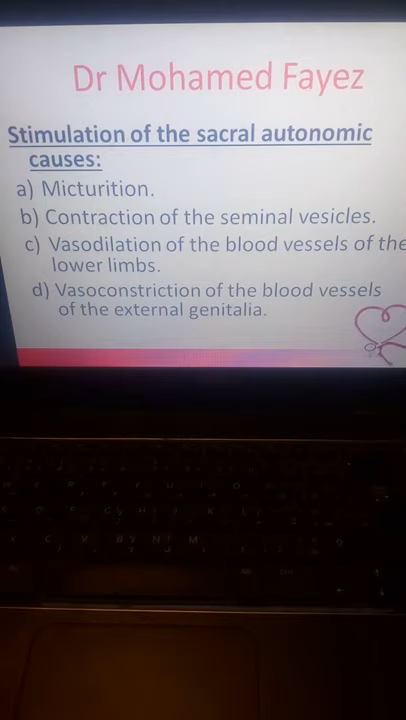 Dr Mohamed Fayez
Stimulation of the sacral autonomic
causes:
a) Micturition.
b) Contraction of the seminal vesicles.
c) Vasodilation of the blood vessels of the
lower limbs.
d) Vasoconstriction of the blood vessels
of the external genitalia.